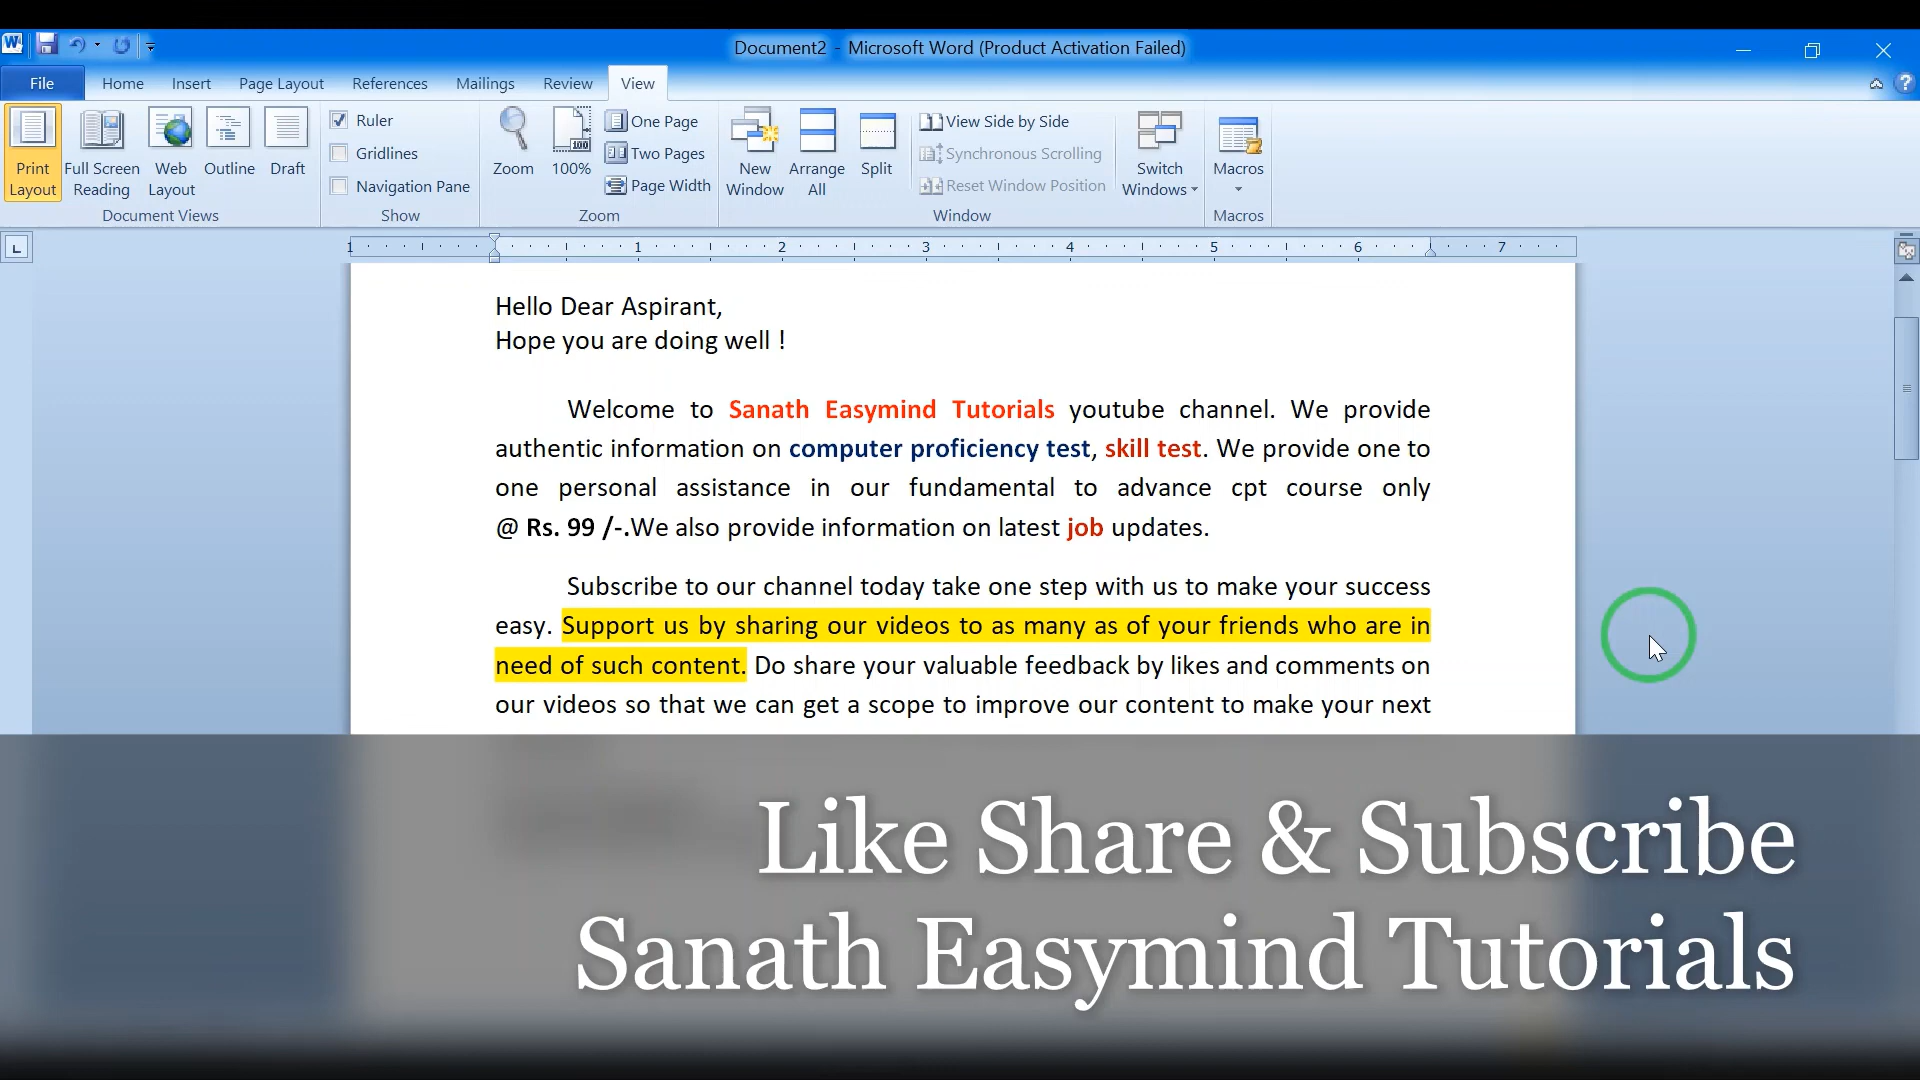 Document2 - Microsoft Word (Product Activation Failed)
File Home Insert Page Layout References Mailings Review View
Print Layout
Full Screen Reading
Web Layout
Outline
Draft
Document Views
Ruler
Gridlines
Navigation Pane
Show
Zoom
100%
One Page
Two Pages
Page Width
Zoom
New Window
Arrange All
Split
View Side by Side
Synchronous Scrolling
Reset Window Position
Window
Switch Windows
Macros
Macros
1 1 2 3 4 5 6 7
Hello Dear Aspirant,
Hope you are doing well !
Welcome to Sanath Easymind Tutorials youtube channel. We provide
authentic information on computer proficiency test, skill test. We provide one to
one personal assistance in our fundamental to advance cpt course only
@ Rs. 99 /-.We also provide information on latest job updates.
Subscribe to our channel today take one step with us to make your success
easy. Support us by sharing our videos to as many as of your friends who are in
need of such content. Do share your valuable feedback by likes and comments on
our videos so that we can get a scope to improve our content to make your next
Like Share & Subscribe
Sanath Easymind Tutorials